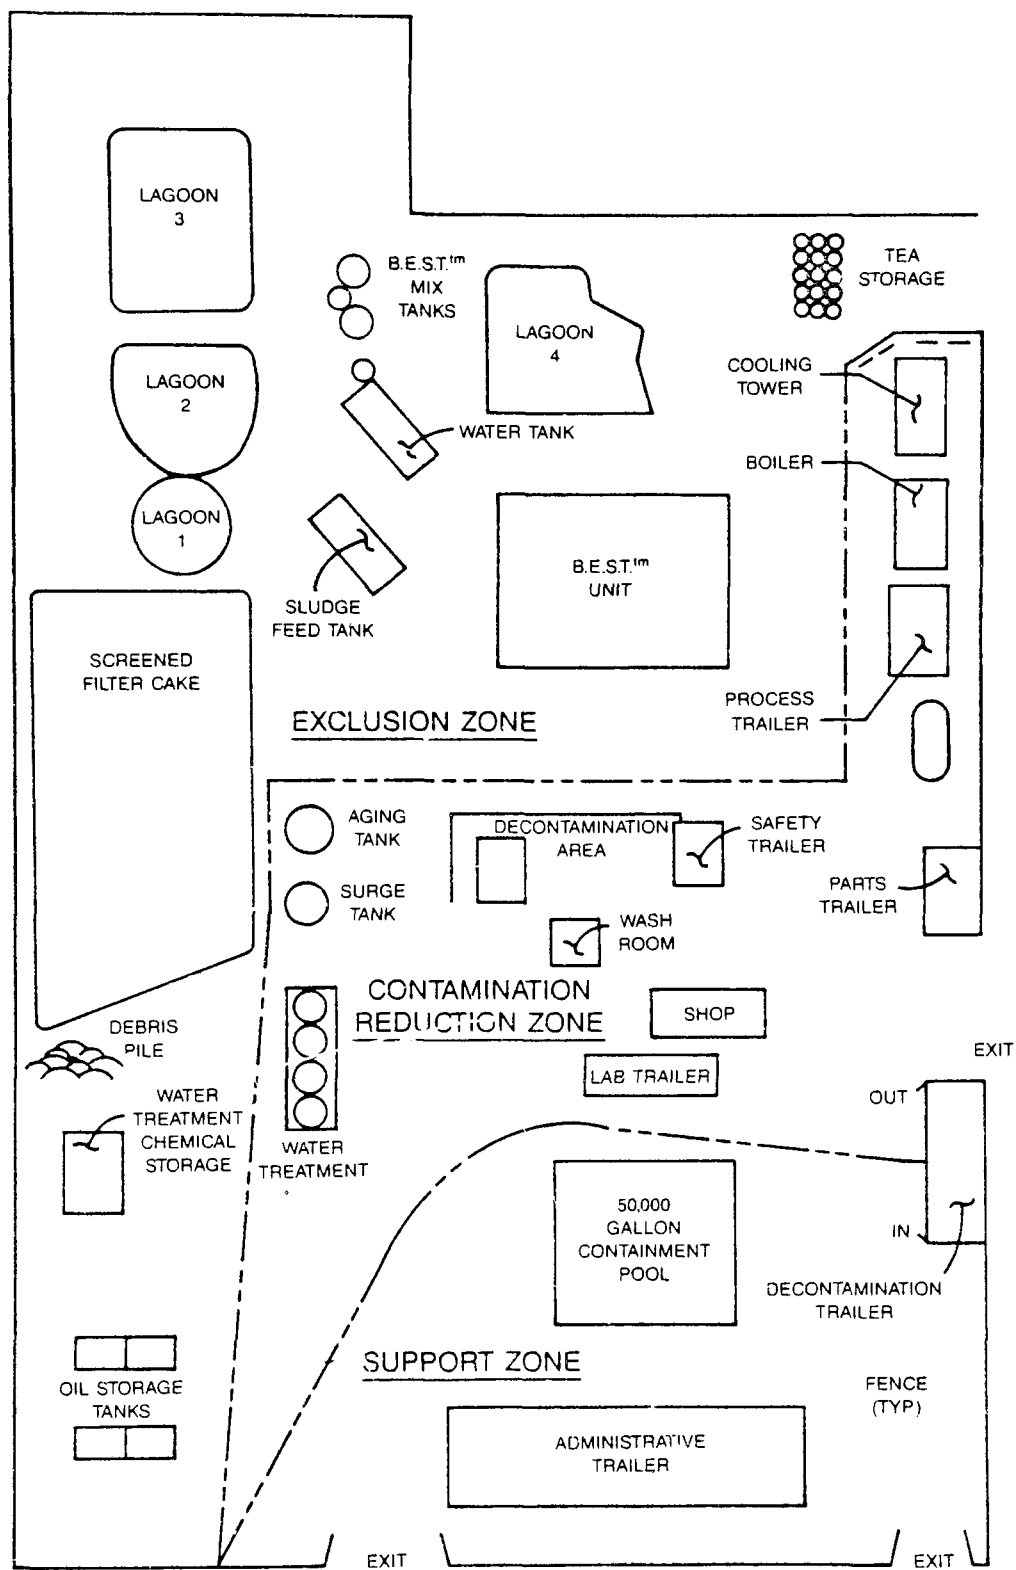 LAGOON
3
B.E.S.T.tm
MIX
TANKS
TEA
STORAGE
LAGOON
4
LAGOON
2
COOLING
TOWER
WATER TANK
BOILER
LAGOON
1
B.E.S.T.tm
UNIT
SLUDGE
FEED TANK
SCREENED
FILTER CAKE
PROCESS
TRAILER
EXCLUSION ZONE
AGING
TANK
DECONTAMINATION
AREA
SAFETY
TRAILER
SURGE
TANK
PARTS
TRAILER
WASH
ROOM
CONTAMINATION
REDUCTION ZONE
SHOP
DEBRIS
PILE
EXIT
LAB TRAILER
OUT
WATER
TREATMENT
CHEMICAL
STORAGE
WATER
TREATMENT
50,000
GALLON
CONTAINMENT
POOL
IN
DECONTAMINATION
TRAILER
SUPPORT ZONE
OIL STORAGE
TANKS
FENCE
(TYP)
ADMINISTRATIVE
TRAILER
EXIT
EXIT